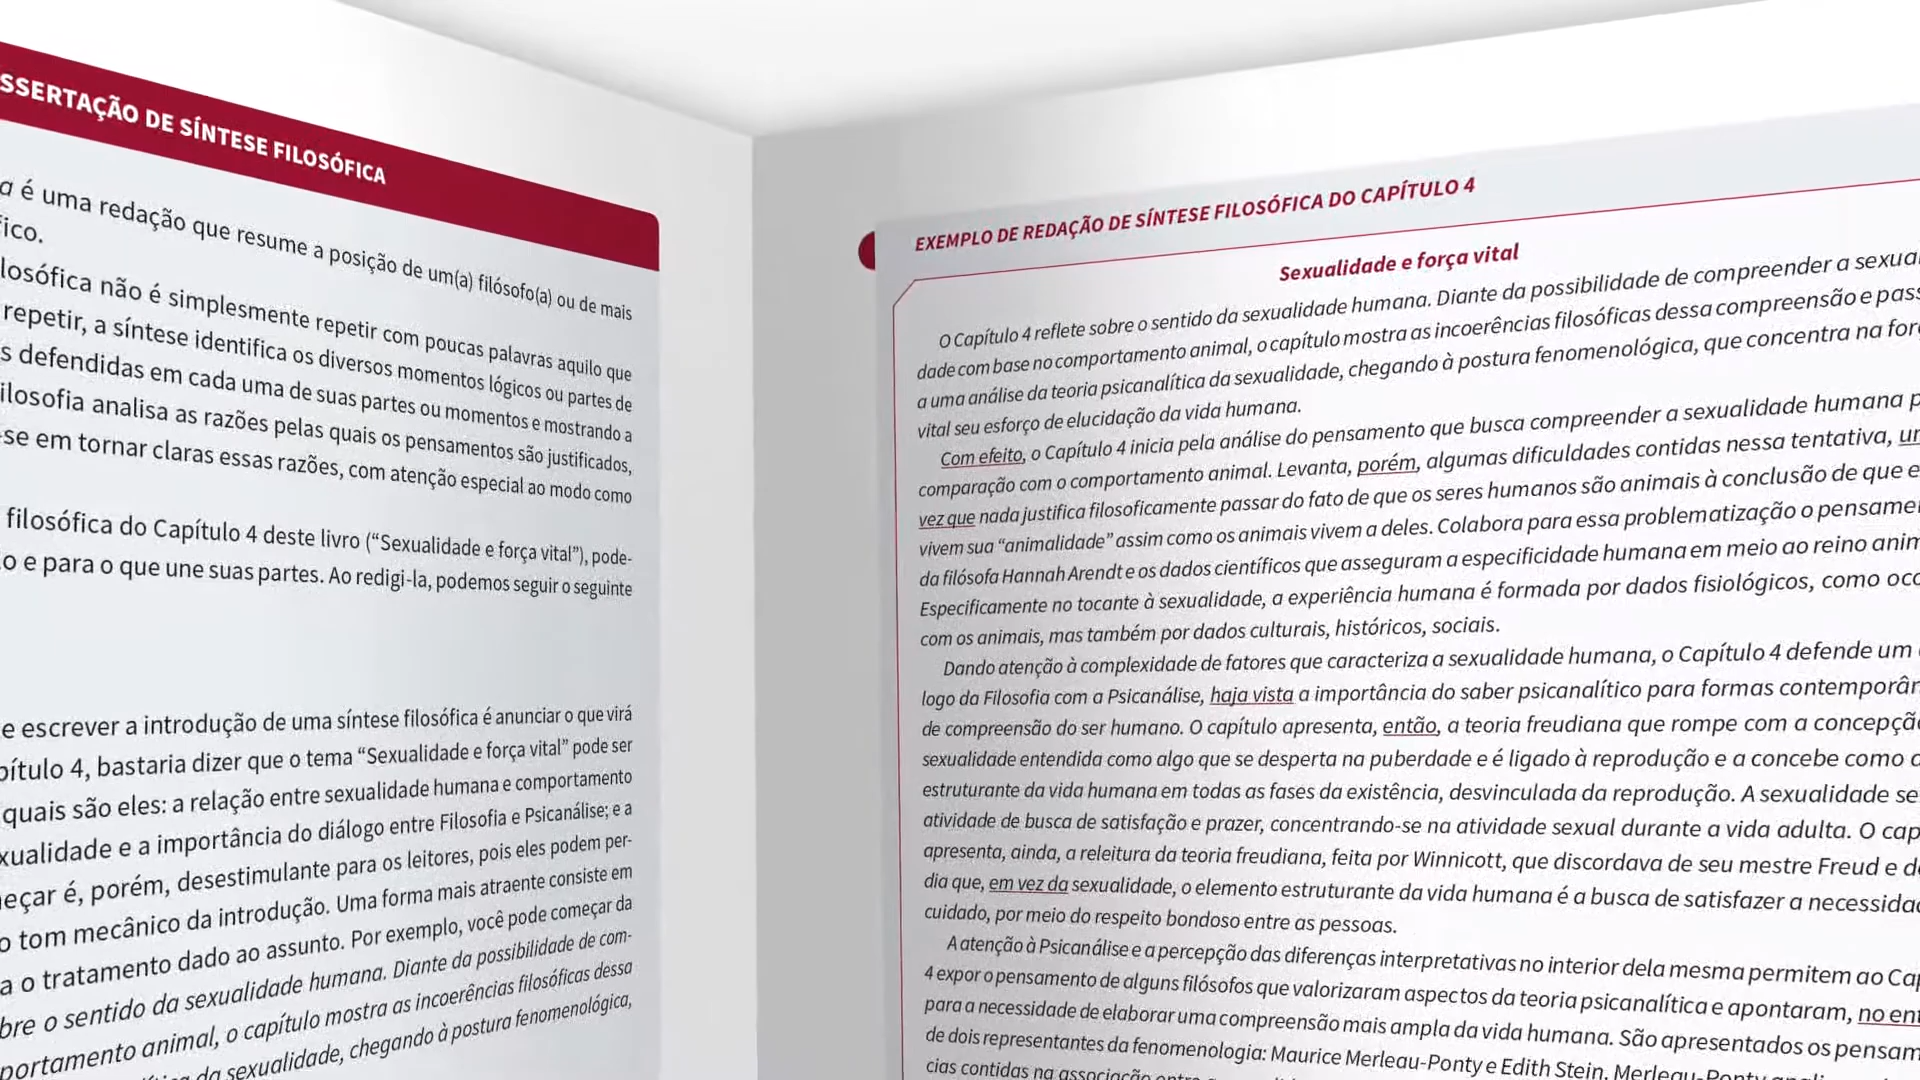 SSERTAÇÃO DE SÍNTESE FILOSÓFICA
a é uma redação que resume a posição de um(a) filósofo(a) ou de mais
fico.
losófica não é simplesmente repetir com poucas palavras aquilo que
repetir, a síntese identifica os diversos momentos lógicos ou partes de
s defendidas em cada uma de suas partes ou momentos e mostrando a
ilosofia analisa as razões pelas quais os pensamentos são justificados,
-se em tornar claras essas razões, com atenção especial ao modo como
filosófica do Capítulo 4 deste livro (“Sexualidade e força vital”), pode-
o e para o que une suas partes. Ao redigi-la, podemos seguir o seguinte
e escrever a introdução de uma síntese filosófica é anunciar o que virá
pítulo 4, bastaria dizer que o tema “Sexualidade e força vital” pode ser
quais são eles: a relação entre sexualidade humana e comportamento
xualidade e a importância do diálogo entre Filosofia e Psicanálise; e a
eçar é, porém, desestimulante para os leitores, pois eles podem per-
o tom mecânico da introdução. Uma forma mais atraente consiste em
a o tratamento dado ao assunto. Por exemplo, você pode começar da
bre o sentido da sexualidade humana. Diante da possibilidade de com-
portamento animal, o capítulo mostra as incoerências filosóficas dessa
da sexualidade, chegando à postura fenomenológica,
EXEMPLO DE REDAÇÃO DE SÍNTESE FILOSÓFICA DO CAPÍTULO 4
Sexualidade e força vital
O Capítulo 4 reflete sobre o sentido da sexualidade humana. Diante da possibilidade de compreender a sexua
dade com base no comportamento animal, o capítulo mostra as incoerências filosóficas dessa compreensão e pass
a uma análise da teoria psicanalítica da sexualidade, chegando à postura fenomenológica, que concentra na for
vital seu esforço de elucidação da vida humana.
Com efeito, o Capítulo 4 inicia pela análise do pensamento que busca compreender a sexualidade humana p
comparação com o comportamento animal. Levanta, porém, algumas dificuldades contidas nessa tentativa, u
vez que nada justifica filosoficamente passar do fato de que os seres humanos são animais à conclusão de que e
vivem sua “animalidade” assim como os animais vivem a deles. Colabora para essa problematização o pensame
da filósofa Hannah Arendt e os dados científicos que asseguram a especificidade humana em meio ao reino anim
Especificamente no tocante à sexualidade, a experiência humana é formada por dados fisiológicos, como oco
com os animais, mas também por dados culturais, históricos, sociais.
Dando atenção à complexidade de fatores que caracteriza a sexualidade humana, o Capítulo 4 defende um
logo da Filosofia com a Psicanálise, haja vista a importância do saber psicanalítico para formas contemporân
de compreensão do ser humano. O capítulo apresenta, então, a teoria freudiana que rompe com a concepçã
sexualidade entendida como algo que se desperta na puberdade e é ligado à reprodução e a concebe como
estruturante da vida humana em todas as fases da existência, desvinculada da reprodução. A sexualidade se
atividade de busca de satisfação e prazer, concentrando-se na atividade sexual durante a vida adulta. O cap
apresenta, ainda, a releitura da teoria freudiana, feita por Winnicott, que discordava de seu mestre Freud e d
dia que, em vez da sexualidade, o elemento estruturante da vida humana é a busca de satisfazer a necessida
cuidado, por meio do respeito bondoso entre as pessoas.
A atenção à Psicanálise e a percepção das diferenças interpretativas no interior dela mesma permitem ao Cap
4 expor o pensamento de alguns filósofos que valorizaram aspectos da teoria psicanalítica e apontaram, no ent
para a necessidade de elaborar uma compreensão mais ampla da vida humana. São apresentados os pensam
de dois representantes da fenomenologia: Maurice Merleau-Ponty e Edith Stein. Merleau-Ponty
cias contidas na associação